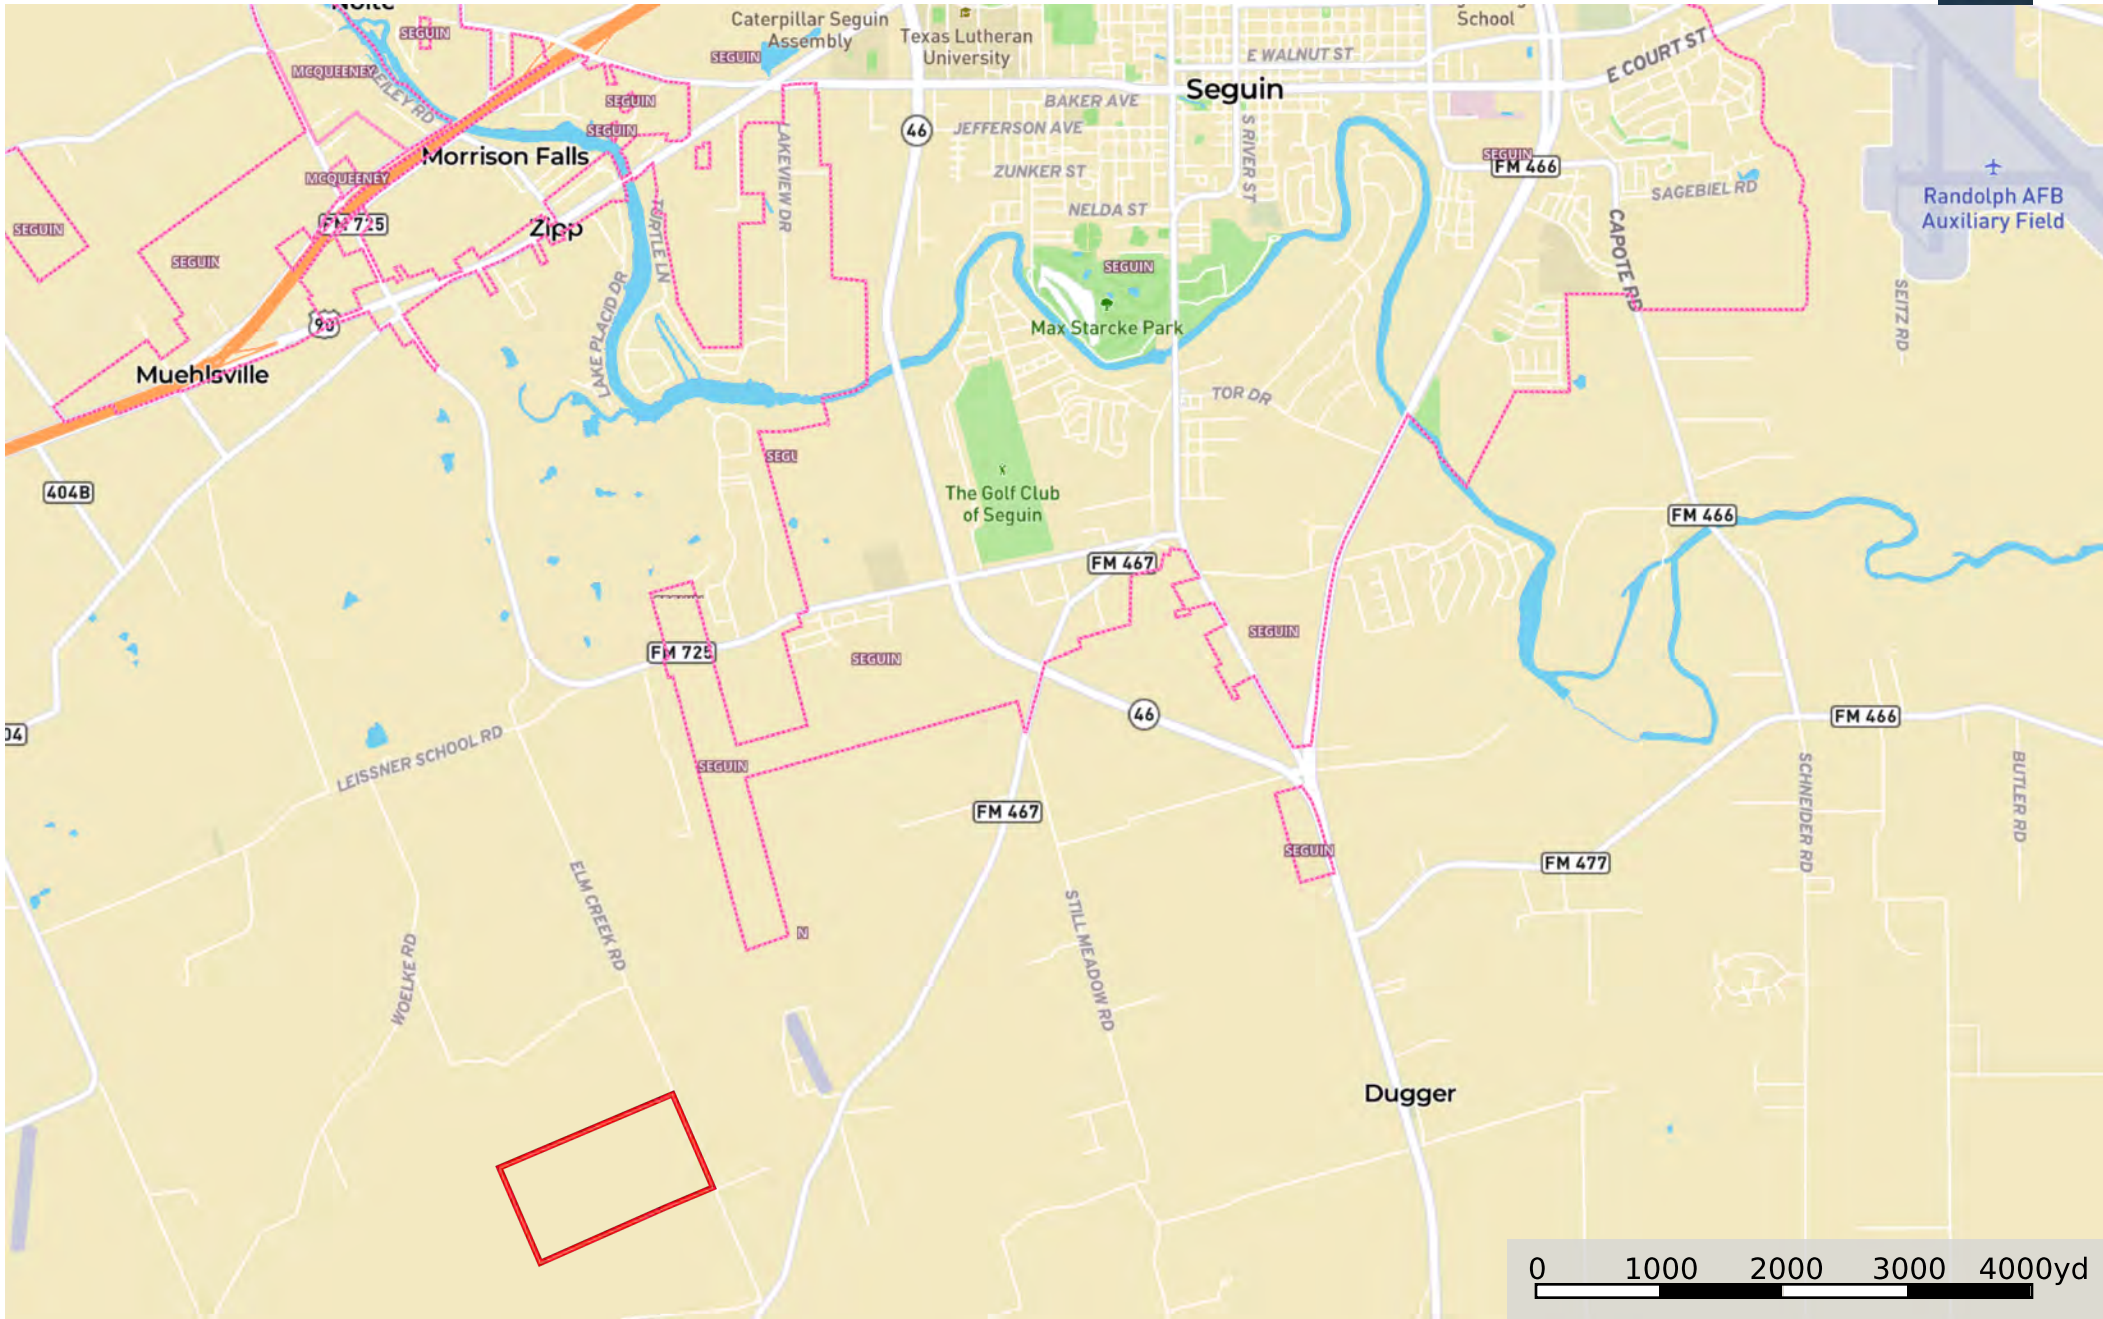 Nolte
SEGUIN
Caterpillar Seguin
Assembly
Texas Lutheran
University
School
E WALNUT ST
E COURT ST
MCQUEENEY
SEGUIN
SEGUIN
SEGUIN
BAKER AVE
Seguin
46
JEFFERSON AVE
LAKEVIEW DR
S RIVER ST
Morrison Falls
MCQUEENEY
ZUNKER ST
SEGUIN
FM 466
SAGEBIEL RD
Randolph AFB
Auxiliary Field
NELDA ST
CAPOTE RD
SEGUIN
FM 725
Zipp
TURTLE LN
SEGUIN
SEGUIN
LAKE PLACID DR
SEITZ RD
90
Max Starcke Park
Muehlsville
TOR DR
SEGU
404B
The Golf Club
of Seguin
FM 466
FM 467
SEGUIN
FM 725
SEGUIN
46
FM 466
04
LEISSNER SCHOOL RD
SEGUIN
FM 467
SCHNEIDER RD
BUTLER RD
SEGUIN
FM 477
ELM CREEK RD
STILL MEADOW RD
N
WOELKE RD
Dugger
0 1000 2000 3000 4000yd